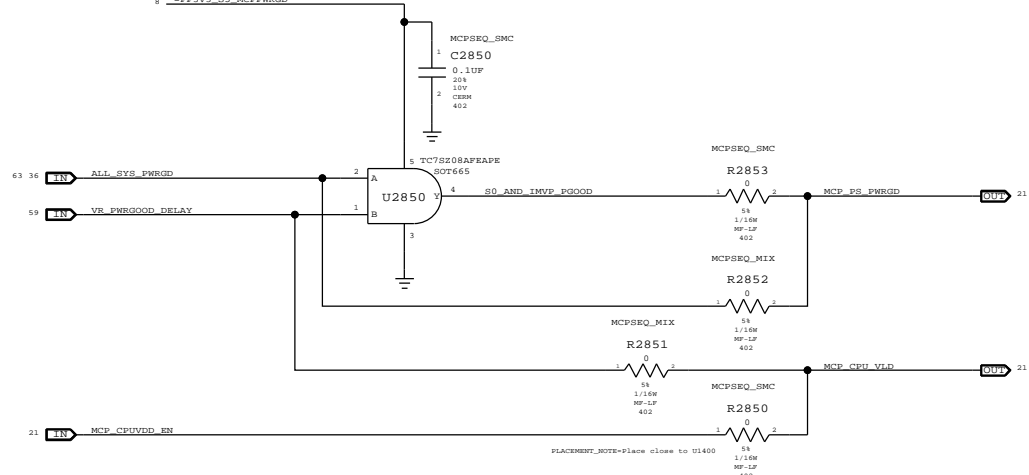 8
MCPSEQ_SMC
1
C2850
0.1UF
20%
10V
CERM
402
2
5
TC7SZ08AFEAPE
SOT665
63 36
IN
ALL_SYS_PWRGD
2
A
U2850
Y
4
S0_AND_IMVP_PGOOD
59
IN
VR_PWRGOOD_DELAY
1
B
3
MCPSEQ_SMC
R2853
0
1
2
5%
1/16W
MF-LF
402
MCP_PS_PWRGD
OUT
21
MCPSEQ_MIX
R2852
0
1
2
5%
1/16W
MF-LF
402
MCPSEQ_MIX
R2851
0
1
2
5%
1/16W
MF-LF
402
MCP_CPU_VLD
OUT
21
MCPSEQ_SMC
R2850
0
1
2
5%
1/16W
MF-LF
21
IN
MCP_CPUVDD_EN
PLACEMENT_NOTE=Place close to U1400